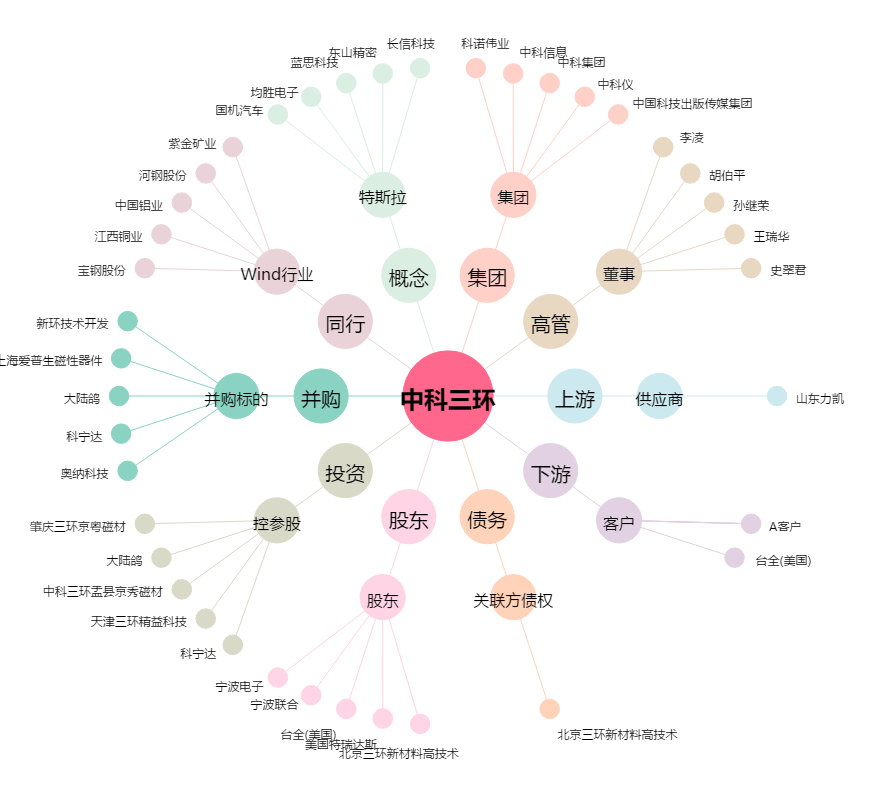 长信科技
东山精密
蓝思科技
均胜电子
国机汽车
特斯拉
概念
科诺伟业
中科信息
中科集团
中科仪
中国科技出版传媒集团
集团
集团
李凌
胡伯平
孙继荣
王瑞华
史翠君
董事
高管
紫金矿业
河钢股份
中国铝业
江西铜业
宝钢股份
Wind行业
同行
新环技术开发
上海爱普生磁性器件
大陆鸽
科宁达
奥纳科技
并购标的
并购
中科三环
上游
供应商
山东力凯
投资
控参股
肇庆三环京粤磁材
大陆鸽
中科三环盂县京秀磁材
天津三环精益科技
科宁达
下游
客户
A客户
台全(美国)
股东
股东
宁波电子
宁波联合
台全(美国)
美国特瑞达斯
北京三环新材料高技术
债务
关联方债权
北京三环新材料高技术